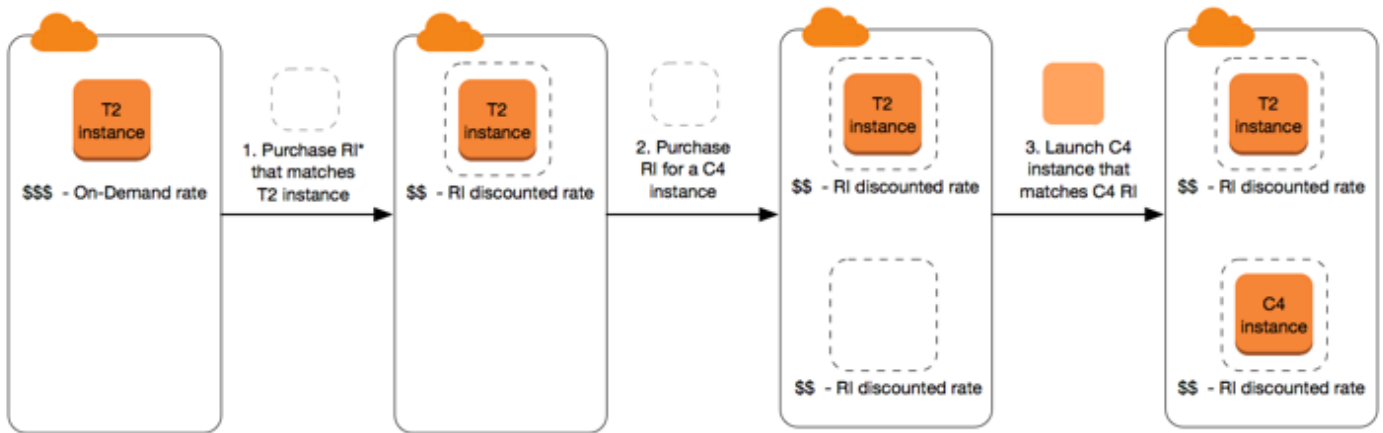 T2
instance
$$$ - On-Demand rate
1. Purchase RI*
that matches
T2 instance
T2
instance
$$ - RI discounted rate
2. Purchase
RI for a C4
instance
T2
instance
$$ - RI discounted rate
$$ - RI discounted rate
3. Launch C4
instance that
matches C4 RI
T2
instance
$$ - RI discounted rate
C4
instance
$$ - RI discounted rate